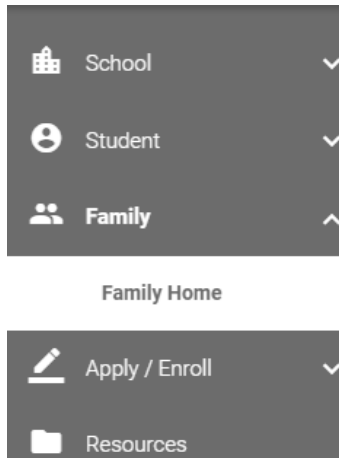 School
Student
Family
Family Home
Apply / Enroll
Resources